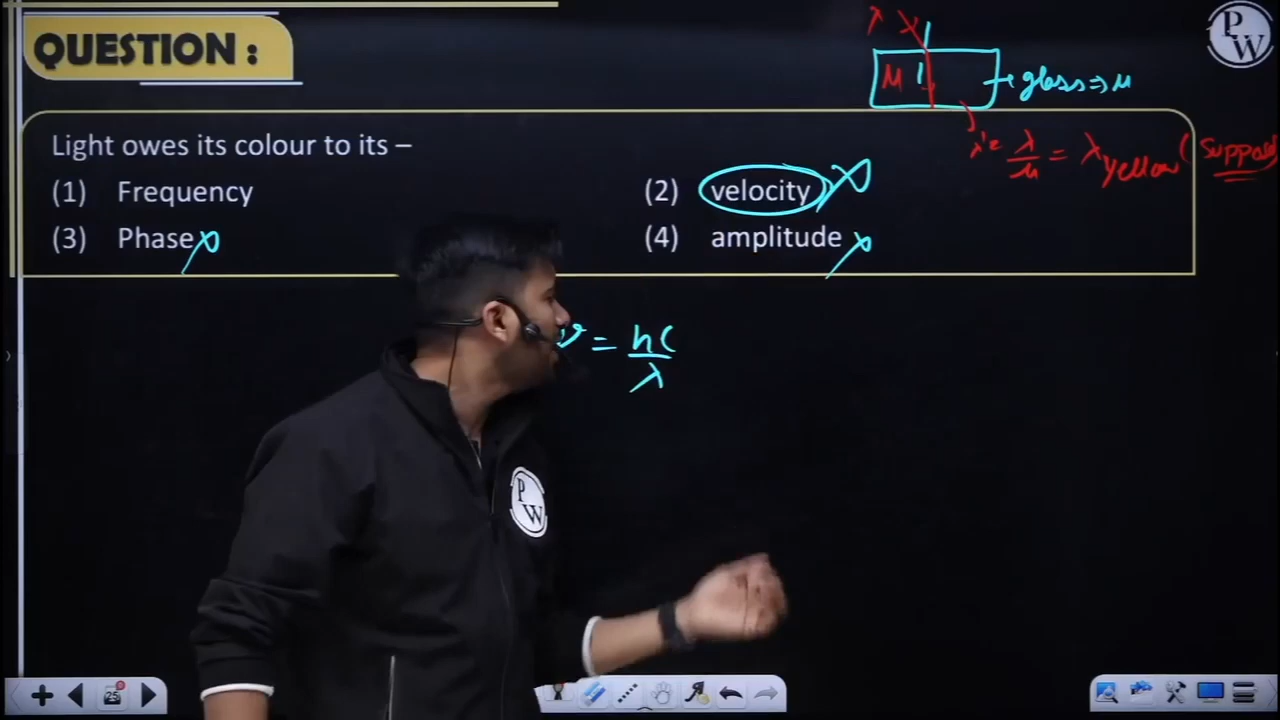 QUESTION :
P
W
μ
glass ⇒ μ
λ' = λ/μ = λ yellow (Suppose
Light owes its colour to its –
(1) Frequency
(2) velocity
(3) Phase
(4) amplitude
ν = hc/λ
P
W
25